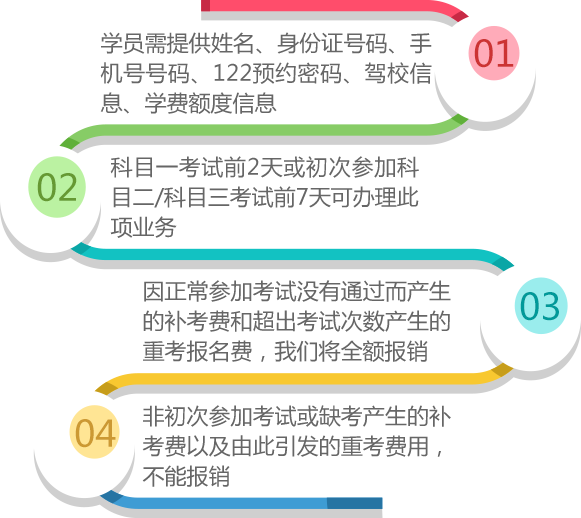 学员需提供姓名、身份证号码、手
机号号码、122预约密码、驾校信
息、学费额度信息
01
科目一考试前2天或初次参加科
目二/科目三考试前7天可办理此
项业务
02
因正常参加考试没有通过而产生
的补考费和超出考试次数产生的
重考报名费，我们将全额报销
03
非初次参加考试或缺考产生的补
考费以及由此引发的重考费用，
不能报销
04